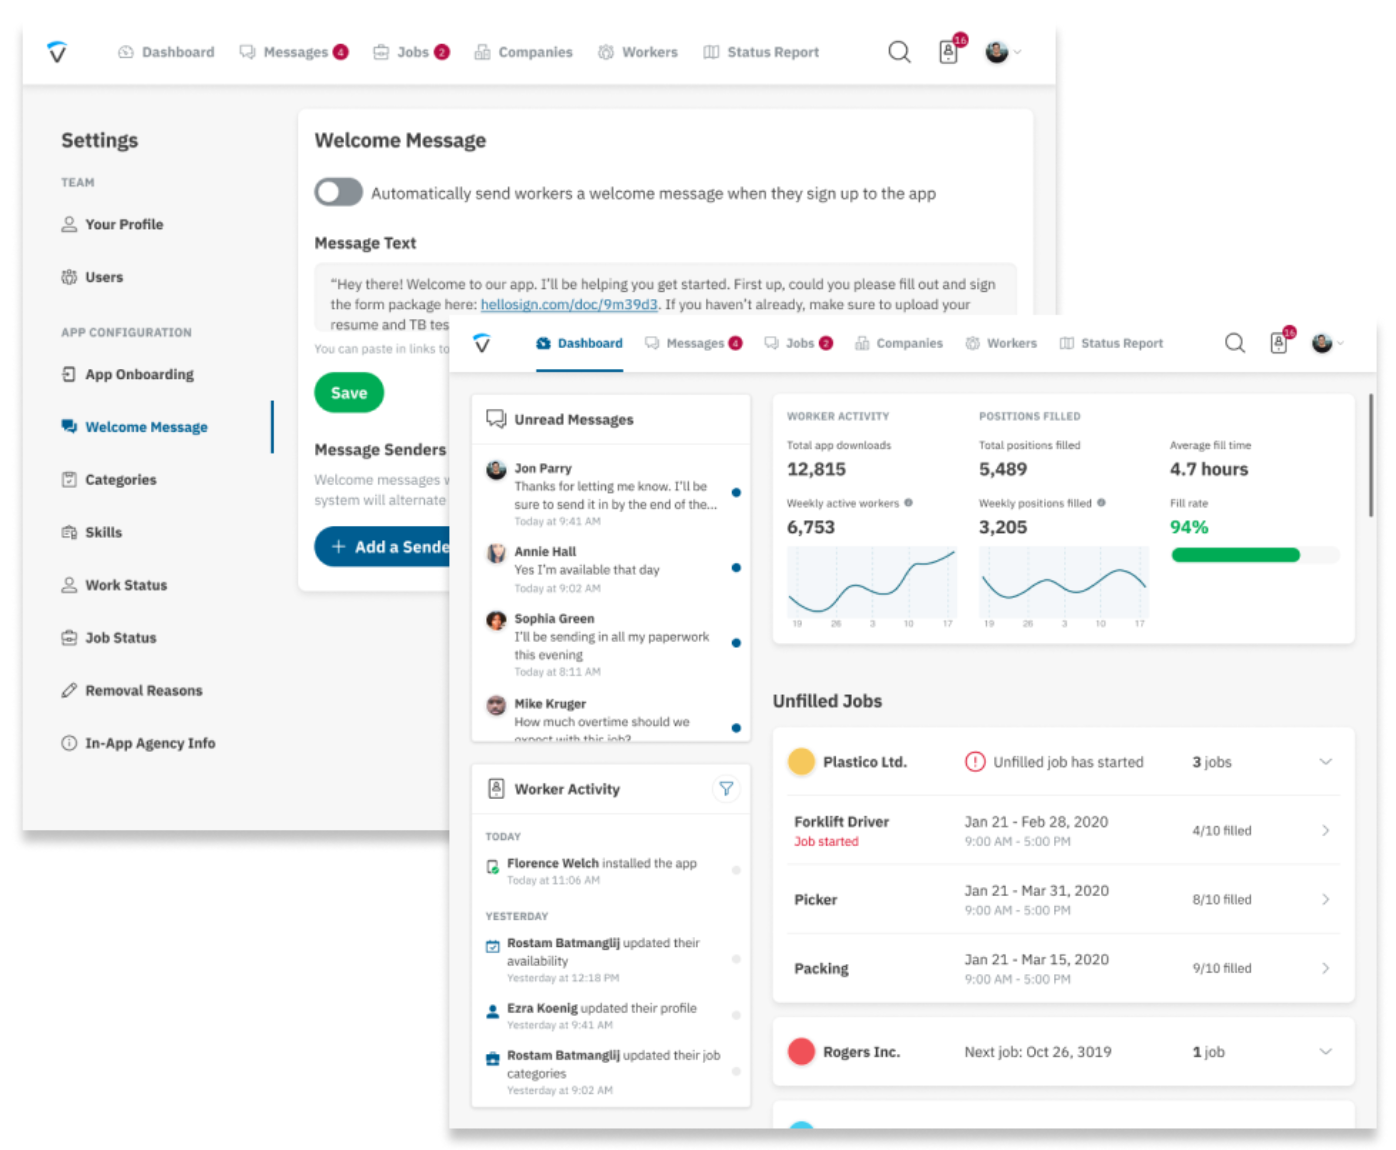 Dashboard
Messages 4
Jobs 2
Companies
Workers
Status Report
16
Settings
TEAM
Your Profile
Users
APP CONFIGURATION
App Onboarding
Welcome Message
Categories
Skills
Work Status
Job Status
Removal Reasons
In-App Agency Info
Welcome Message
Automatically send workers a welcome message when they sign up to the app
Message Text
“Hey there! Welcome to our app. I’ll be helping you get started. First up, could you please fill out and sign
the form package here: hellosign.com/doc/9m39d3. If you haven’t already, make sure to upload your
resume and TB tes
You can paste in links to
Save
Message Senders
Welcome messages w
system will alternate
+ Add a Sende
Dashboard
Messages 4
Jobs 2
Companies
Workers
Status Report
16
Unread Messages
Jon Parry
Thanks for letting me know. I’ll be
sure to send it in by the end of the...
Today at 9:41 AM
Annie Hall
Yes I’m available that day
Today at 9:02 AM
Sophia Green
I’ll be sending in all my paperwork
this evening
Today at 8:11 AM
Mike Kruger
How much overtime should we
expect with this job?
Worker Activity
TODAY
Florence Welch installed the app
Today at 11:06 AM
YESTERDAY
Rostam Batmanglij updated their
availability
Yesterday at 12:18 PM
Ezra Koenig updated their profile
Yesterday at 9:41 AM
Rostam Batmanglij updated their job
categories
Yesterday at 9:02 AM
WORKER ACTIVITY
Total app downloads
12,815
Weekly active workers
6,753
19 26 3 10 17
POSITIONS FILLED
Total positions filled
5,489
Weekly positions filled
3,205
19 26 3 10 17
Average fill time
4.7 hours
Fill rate
94%
Unfilled Jobs
Plastico Ltd. Unfilled job has started 3 jobs
Forklift Driver Jan 21 - Feb 28, 2020 4/10 filled
Job started 9:00 AM - 5:00 PM
Picker Jan 21 - Mar 31, 2020 8/10 filled
9:00 AM - 5:00 PM
Packing Jan 21 - Mar 15, 2020 9/10 filled
9:00 AM - 5:00 PM
Rogers Inc. Next job: Oct 26, 3019 1 job